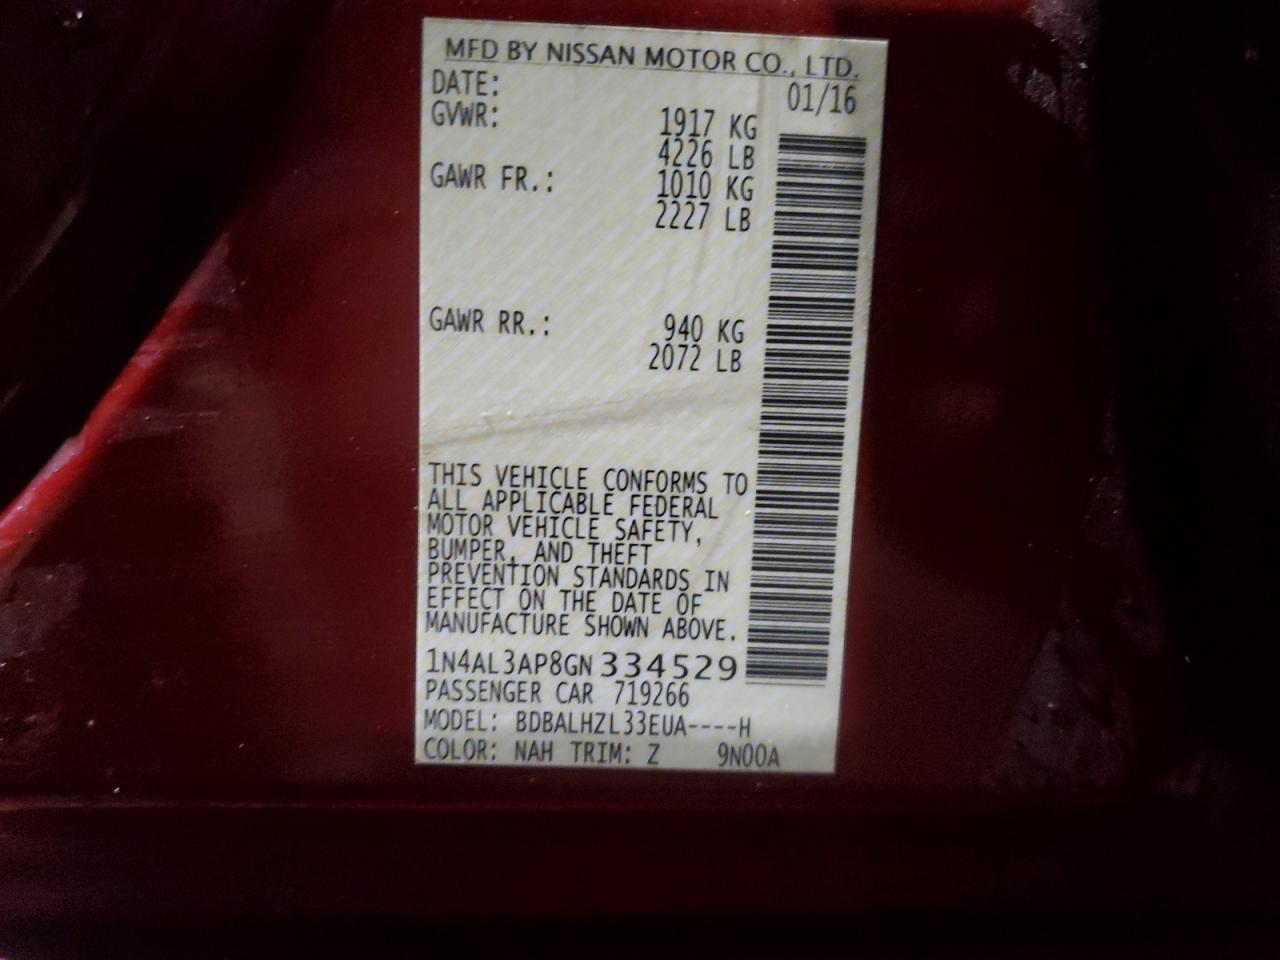 MFD BY NISSAN MOTOR CO., LTD.
DATE: 01/16
GVWR: 1917 KG
4226 LB
GAWR FR.: 1010 KG
2227 LB
GAWR RR.: 940 KG
2072 LB
THIS VEHICLE CONFORMS TO
ALL APPLICABLE FEDERAL
MOTOR VEHICLE SAFETY,
BUMPER, AND THEFT
PREVENTION STANDARDS IN
EFFECT ON THE DATE OF
MANUFACTURE SHOWN ABOVE.
1N4AL3AP8GN334529
PASSENGER CAR 719266
MODEL: BDBALHZL33EUA----H
COLOR: NAH TRIM: Z 9N00A